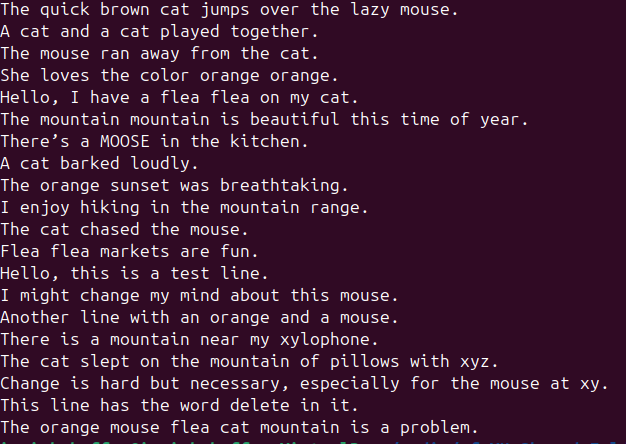 The quick brown cat jumps over the lazy mouse.
A cat and a cat played together.
The mouse ran away from the cat.
She loves the color orange orange.
Hello, I have a flea flea on my cat.
The mountain mountain is beautiful this time of year.
There’s a MOOSE in the kitchen.
A cat barked loudly.
The orange sunset was breathtaking.
I enjoy hiking in the mountain range.
The cat chased the mouse.
Flea flea markets are fun.
Hello, this is a test line.
I might change my mind about this mouse.
Another line with an orange and a mouse.
There is a mountain near my xylophone.
The cat slept on the mountain of pillows with xyz.
Change is hard but necessary, especially for the mouse at xy.
This line has the word delete in it.
The orange mouse flea cat mountain is a problem.